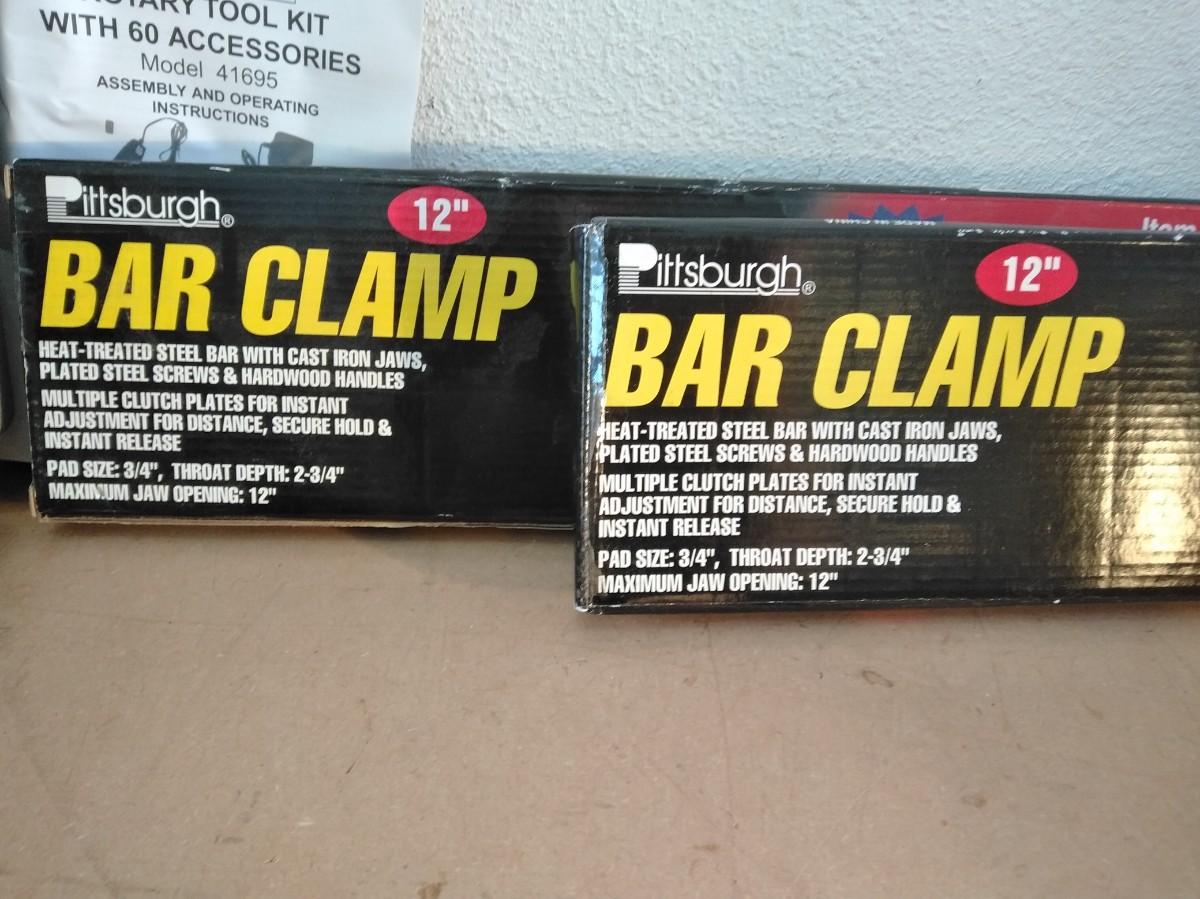 TOOL KIT
WITH 60 ACCESSORIES
Model 41695
ASSEMBLY AND OPERATING
INSTRUCTIONS
Pittsburgh®
12"
BAR CLAMP
HEAT-TREATED STEEL BAR WITH CAST IRON JAWS,
PLATED STEEL SCREWS & HARDWOOD HANDLES
MULTIPLE CLUTCH PLATES FOR INSTANT
ADJUSTMENT FOR DISTANCE, SECURE HOLD &
INSTANT RELEASE
PAD SIZE: 3/4", THROAT DEPTH: 2-3/4"
MAXIMUM JAW OPENING: 12"
MADE IN CHINA
Item
Pittsburgh®
12"
BAR CLAMP
HEAT-TREATED STEEL BAR WITH CAST IRON JAWS,
PLATED STEEL SCREWS & HARDWOOD HANDLES
MULTIPLE CLUTCH PLATES FOR INSTANT
ADJUSTMENT FOR DISTANCE, SECURE HOLD &
INSTANT RELEASE
PAD SIZE: 3/4", THROAT DEPTH: 2-3/4"
MAXIMUM JAW OPENING: 12"